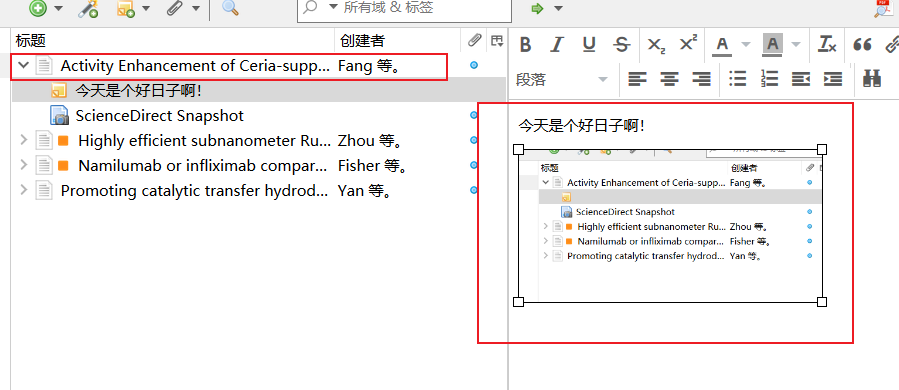 所有域 & 标签
标题 创建者
Activity Enhancement of Ceria-supp... Fang 等。
今天是个好日子啊！
ScienceDirect Snapshot
Highly efficient subnanometer Ru... Zhou 等。
Namilumab or infliximab compar... Fisher 等。
Promoting catalytic transfer hydrod... Yan 等。
B I U S X₂ X² A A Tx
段落
今天是个好日子啊！
标题 创建者
Activity Enhancement of Ceria-supp... Fang 等。
ScienceDirect Snapshot
Highly efficient subnanometer Ru... Zhou 等。
Namilumab or infliximab compar... Fisher 等。
Promoting catalytic transfer hydrod... Yan 等。